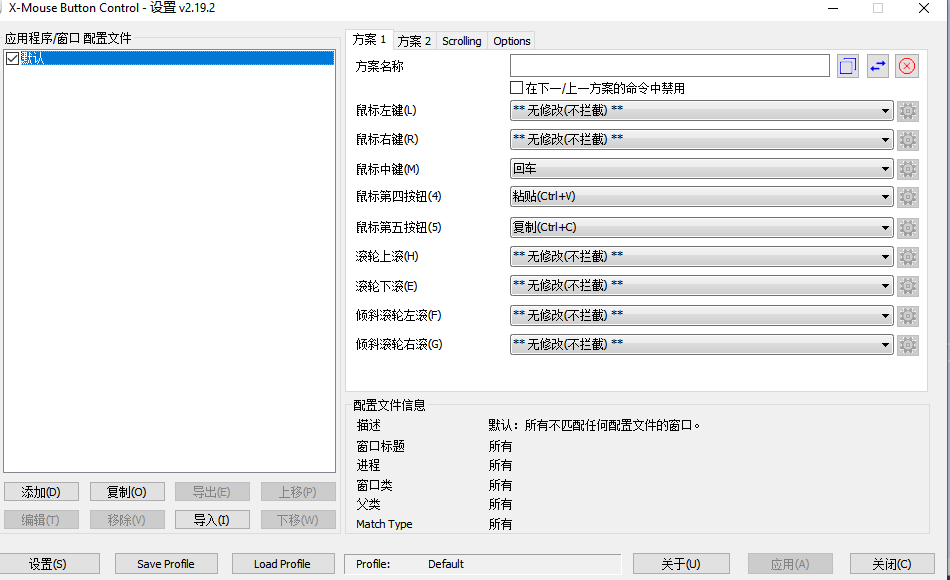 X-Mouse Button Control - 设置 v2.19.2
应用程序/窗口 配置文件
默认
方案 1 方案 2 Scrolling Options
方案名称
在下一/上一方案的命令中禁用
鼠标左键(L) ** 无修改(不拦截) **
鼠标右键(R) ** 无修改(不拦截) **
鼠标中键(M) 回车
鼠标第四按钮(4) 粘贴(Ctrl+V)
鼠标第五按钮(5) 复制(Ctrl+C)
滚轮上滚(H) ** 无修改(不拦截) **
滚轮下滚(E) ** 无修改(不拦截) **
倾斜滚轮左滚(F) ** 无修改(不拦截) **
倾斜滚轮右滚(G) ** 无修改(不拦截) **
配置文件信息
描述 默认：所有不匹配任何配置文件的窗口。
窗口标题 所有
进程 所有
窗口类 所有
父类 所有
Match Type 所有
添加(D) 复制(O) 导出(E) 上移(P)
编辑(T) 移除(V) 导入(I) 下移(W)
设置(S) Save Profile Load Profile Profile: Default 关于(U) 应用(A) 关闭(C)